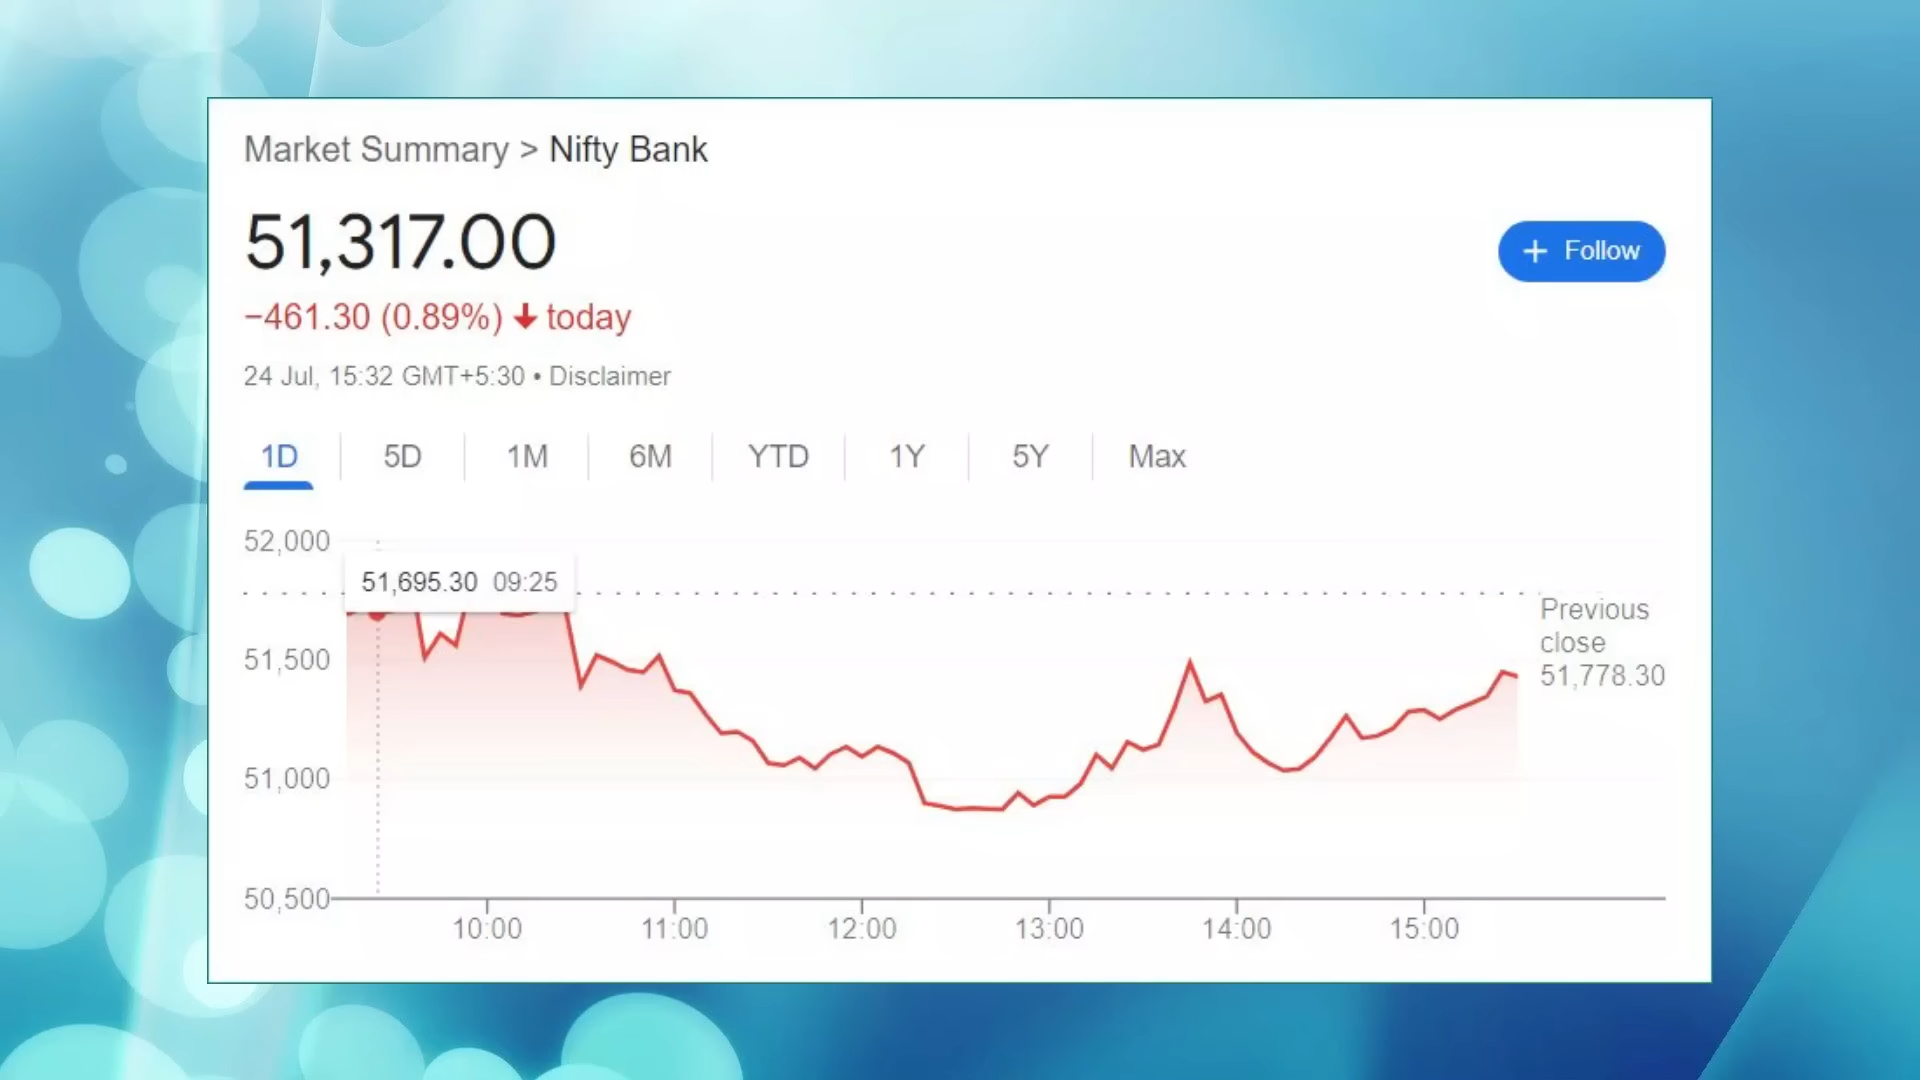 Market Summary > Nifty Bank
51,317.00
+ Follow
−461.30 (0.89%) ↓ today
24 Jul, 15:32 GMT+5:30 • Disclaimer
1D 5D 1M 6M YTD 1Y 5Y Max
52,000
51,695.30 09:25
Previous
close
51,778.30
51,500
51,000
50,500
10:00 11:00 12:00 13:00 14:00 15:00